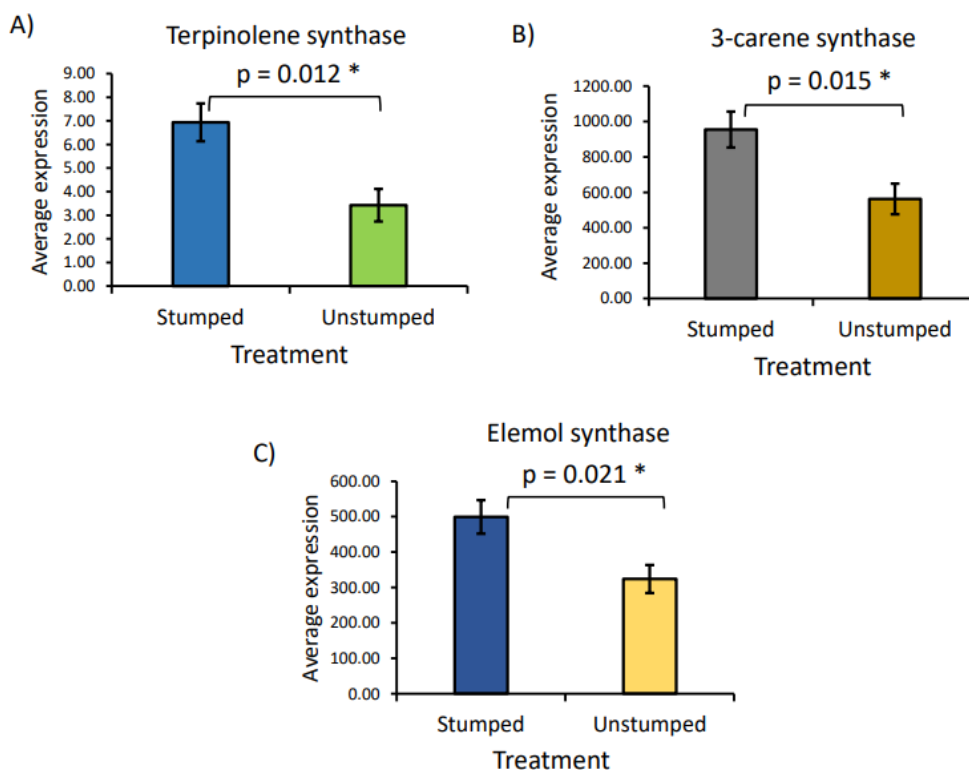 A)
Terpinolene synthase
p = 0.012 *
9.00
8.00
7.00
6.00
5.00
4.00
3.00
2.00
1.00
0.00
Average expression
Stumped Unstumped
Treatment
B)
3-carene synthase
p = 0.015 *
1200.00
1000.00
800.00
600.00
400.00
200.00
0.00
Average expression
Stumped Unstumped
Treatment
C)
Elemol synthase
p = 0.021 *
600.00
500.00
400.00
300.00
200.00
100.00
0.00
Average expression
Stumped Unstumped
Treatment